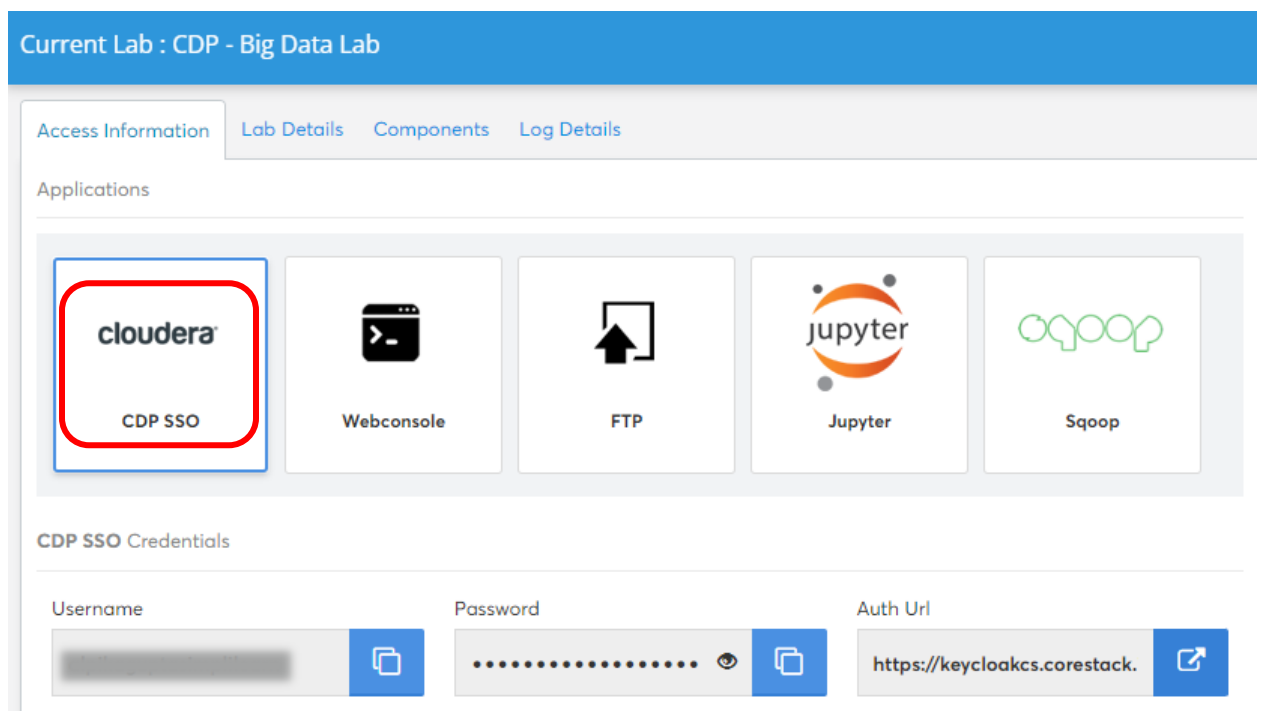 Current Lab : CDP - Big Data Lab
Access Information Lab Details Components Log Details
Applications
cloudera
jupyter
sqoop
CDP SSO Webconsole FTP Jupyter Sqoop
CDP SSO Credentials
Username Password Auth Url
•••••••••••••••••• https://keycloakcs.corestack.